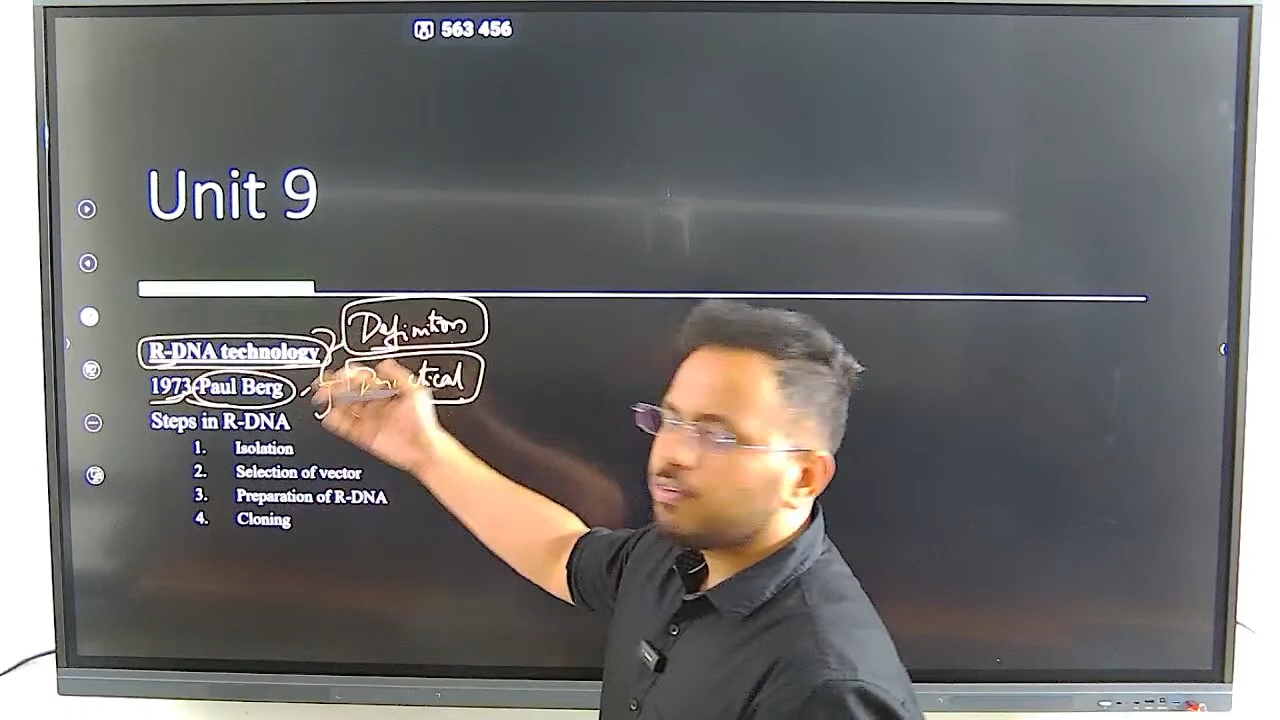 563 456
Unit 9
Definition
R-DNA technology
1973-Paul Berg
Steps in R-DNA
1. Isolation
2. Selection of vector
3. Preparation of R-DNA
4. Cloning